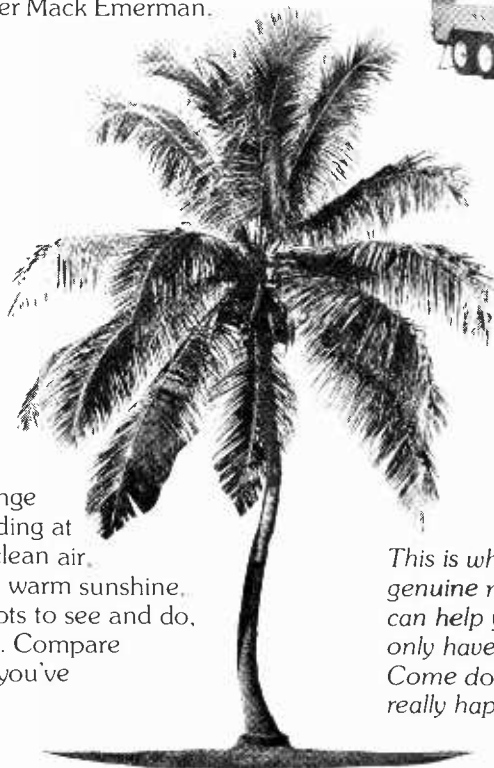 er Mack Emerman.
nge
ding at
clean air.
warm sunshine,
ots to see and do,
. Compare
you've
This is wh
genuine r
can help y
only have
Come do
really hap